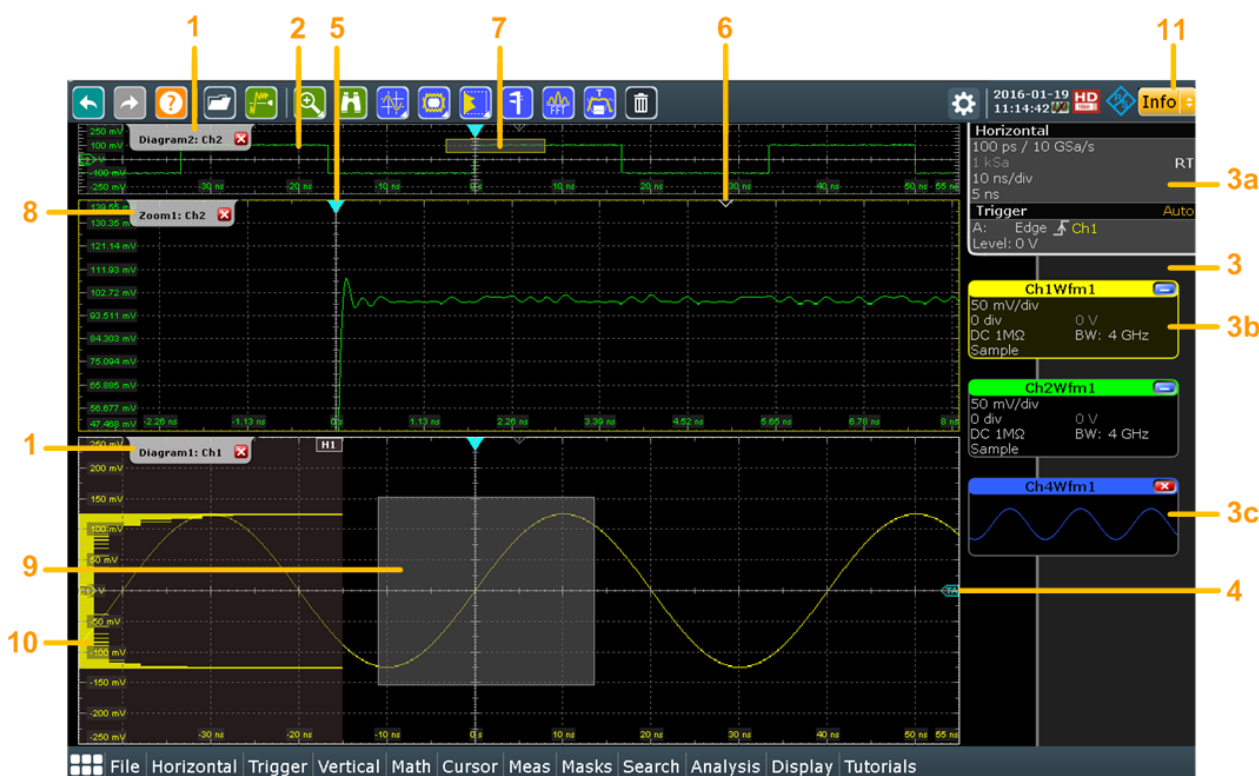 1
2
5
7
6
11
2016-01-19
11:14:42
HD
Info
250 mV
Diagram2: Ch2
100 mV
-100 mV
-250 mV
-30 ns
-20 ns
-10 ns
0 s
10 ns
20 ns
30 ns
40 ns
50 ns
55 ns
Horizontal
100 ps / 10 GSa/s
1 kSa
RT
10 ns/div
5 ns
3a
Trigger
Auto
A: Edge Ch1
Level: 0 V
8
Zoom1: Ch2
130.35 mV
121.14 mV
111.93 mV
102.72 mV
93.511 mV
84.303 mV
75.094 mV
65.885 mV
56.677 mV
47.468 mV
-2.26 ns
-1.13 ns
0 s
1.13 ns
2.26 ns
3.39 ns
4.52 ns
5.65 ns
6.78 ns
8 ns
3
Ch1Wfm1
50 mV/div
0 div
0 V
DC 1MΩ
BW: 4 GHz
Sample
3b
Ch2Wfm1
50 mV/div
0 div
0 V
DC 1MΩ
BW: 4 GHz
Sample
1
250 mV
Diagram1: Ch1
H1
200 mV
150 mV
100 mV
50 mV
-50 mV
-100 mV
-150 mV
-200 mV
-250 mV
-30 ns
-20 ns
-10 ns
0 s
10 ns
20 ns
30 ns
40 ns
50 ns
55 ns
Ch4Wfm1
3c
9
TA
4
10
File Horizontal Trigger Vertical Math Cursor Meas Masks Search Analysis Display Tutorials